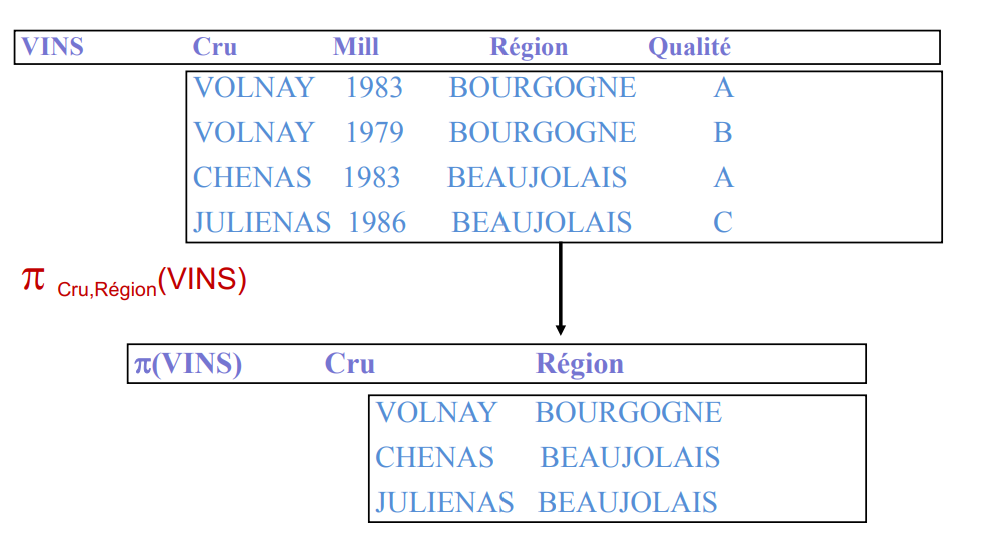 VINS Cru Mill Région Qualité
VOLNAY 1983 BOURGOGNE A
VOLNAY 1979 BOURGOGNE B
CHENAS 1983 BEAUJOLAIS A
JULIENAS 1986 BEAUJOLAIS C
π Cru,Région(VINS)
π(VINS) Cru Région
VOLNAY BOURGOGNE
CHENAS BEAUJOLAIS
JULIENAS BEAUJOLAIS